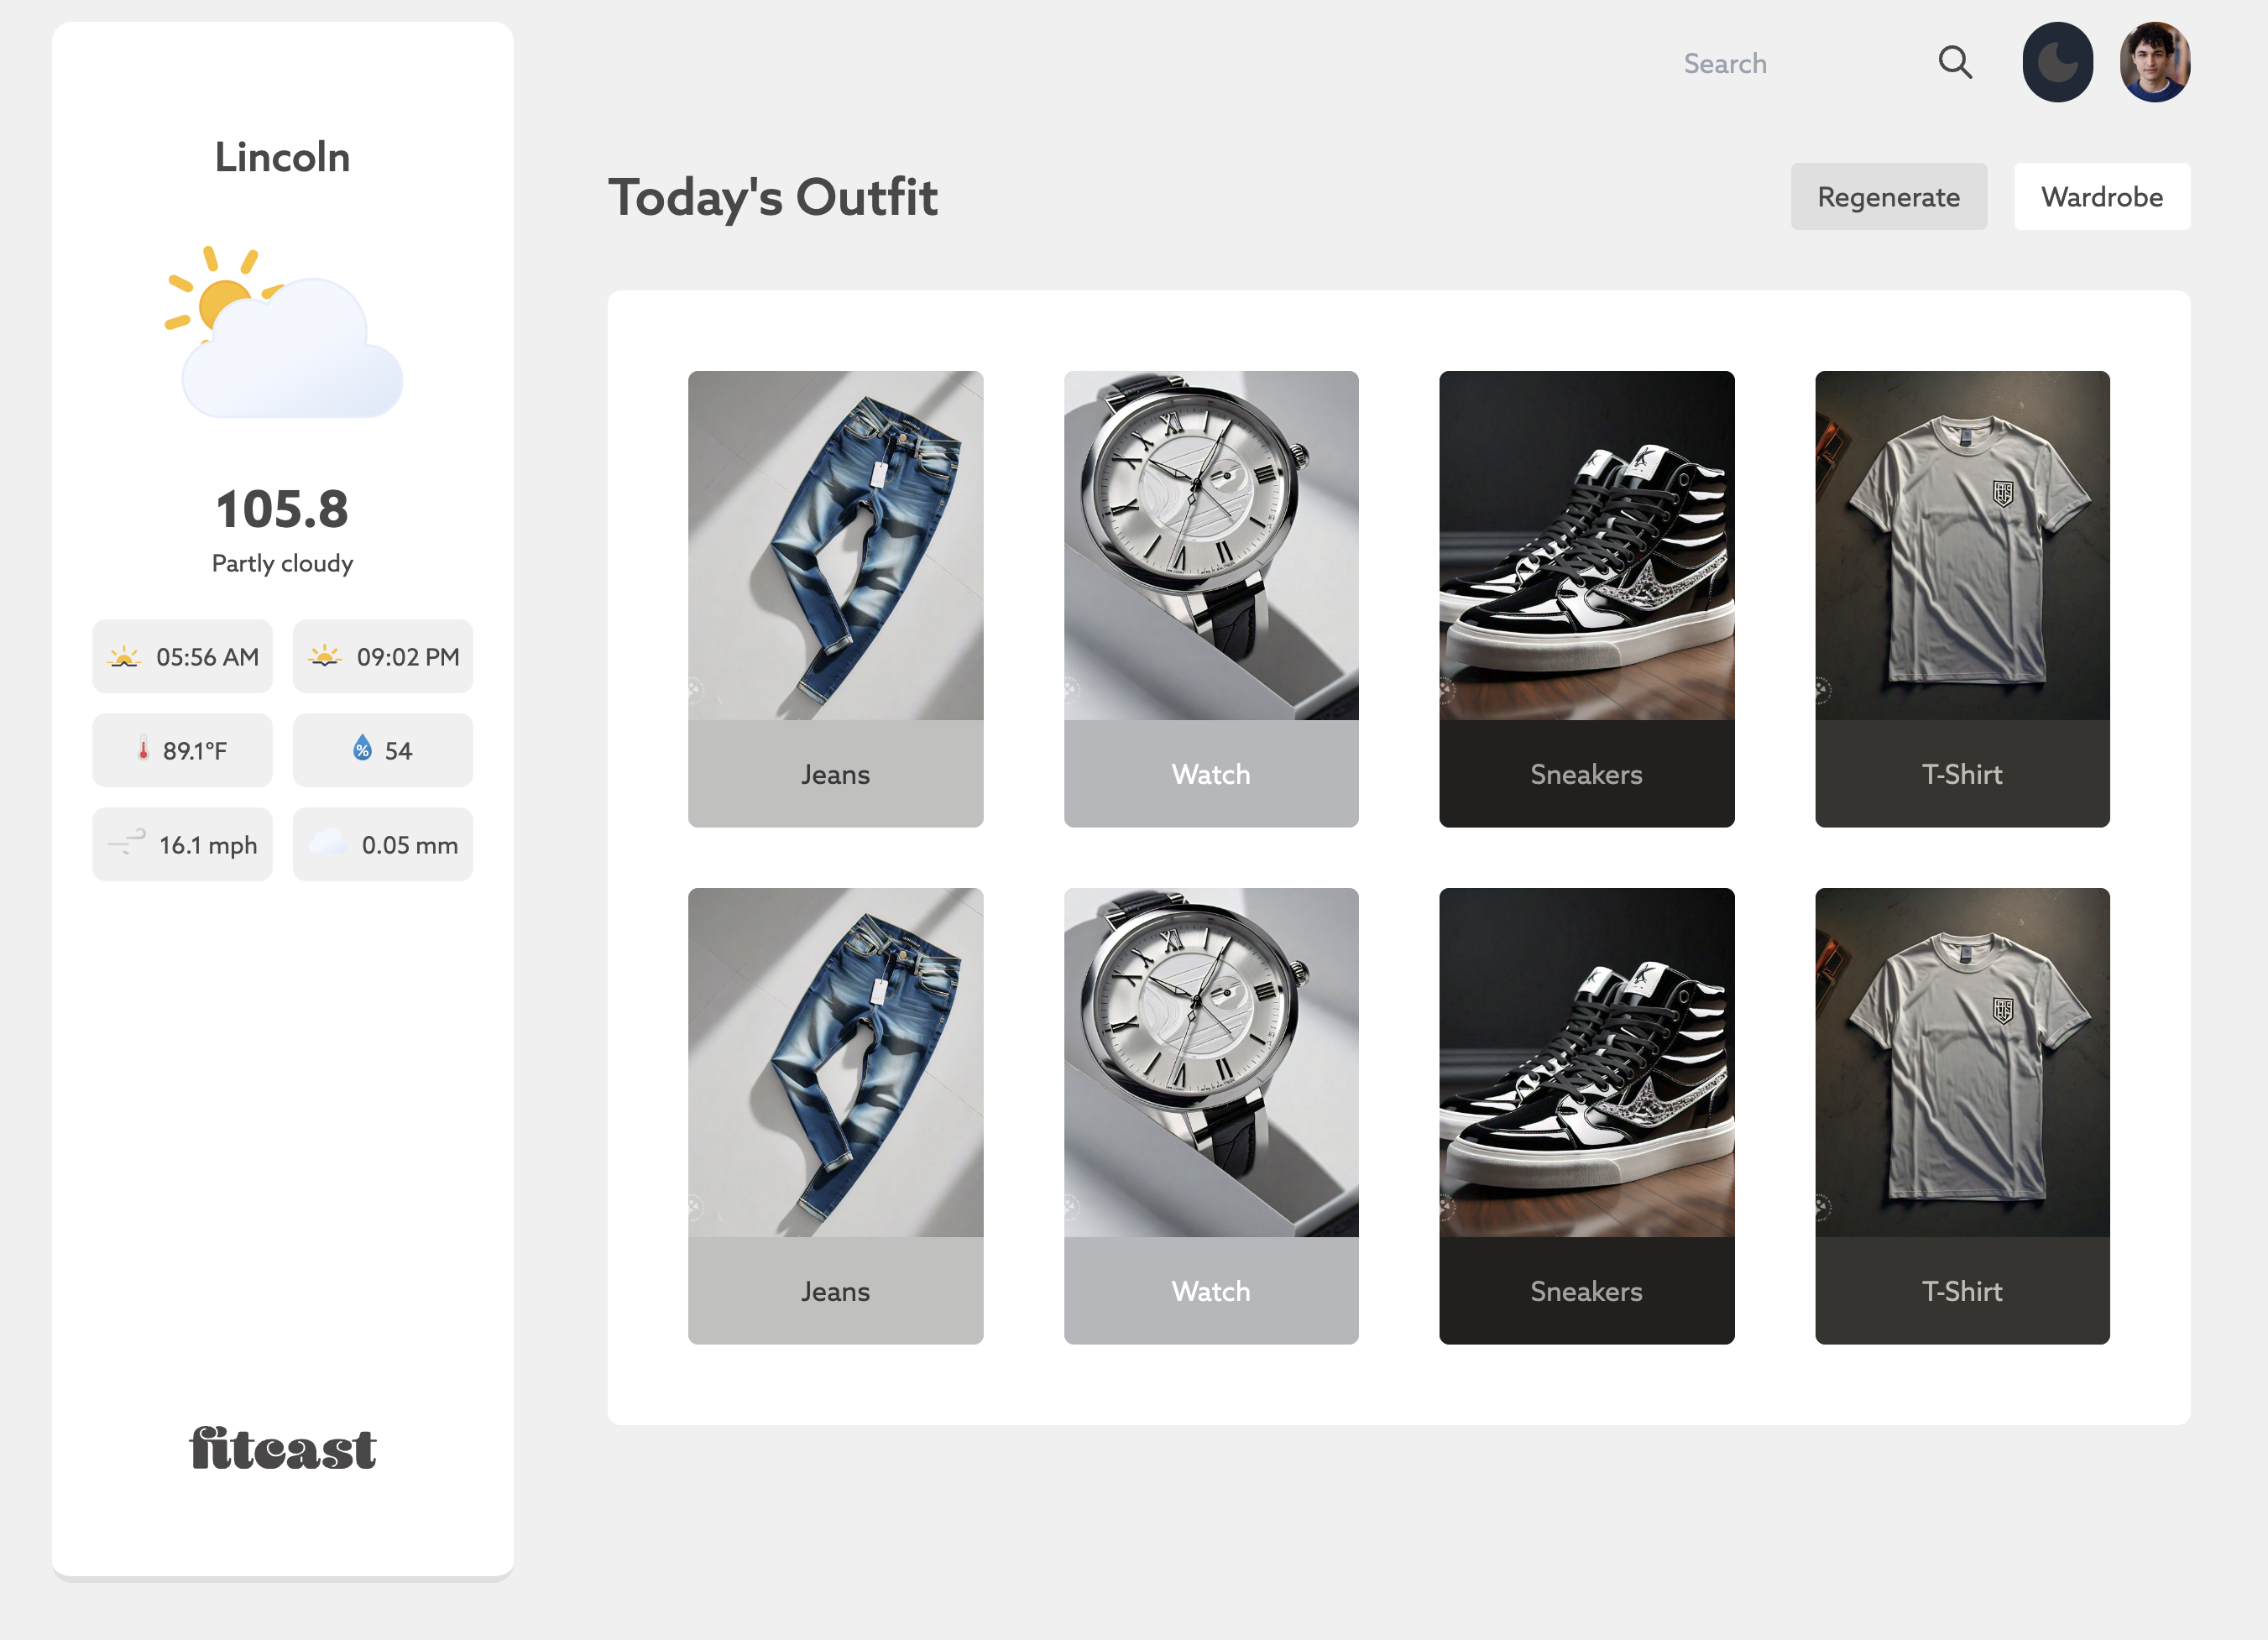 Lincoln
105.8
Partly cloudy
05:56 AM
09:02 PM
89.1°F
% 54
16.1 mph
0.05 mm
fitcast
Search
Today's Outfit
Regenerate
Wardrobe
Jeans
Watch
Sneakers
T-Shirt
Jeans
Watch
Sneakers
T-Shirt